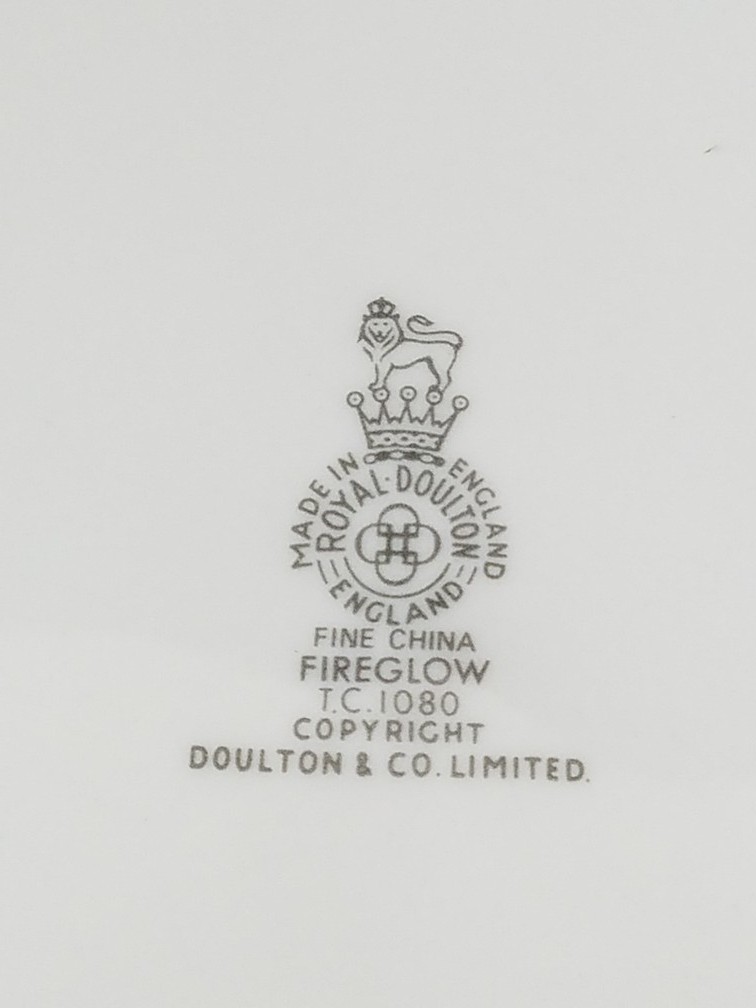 MADE IN ENGLAND
ROYAL · DOULTON
ENGLAND
FINE CHINA
FIREGLOW
T.C.1080
COPYRIGHT
DOULTON & CO. LIMITED.